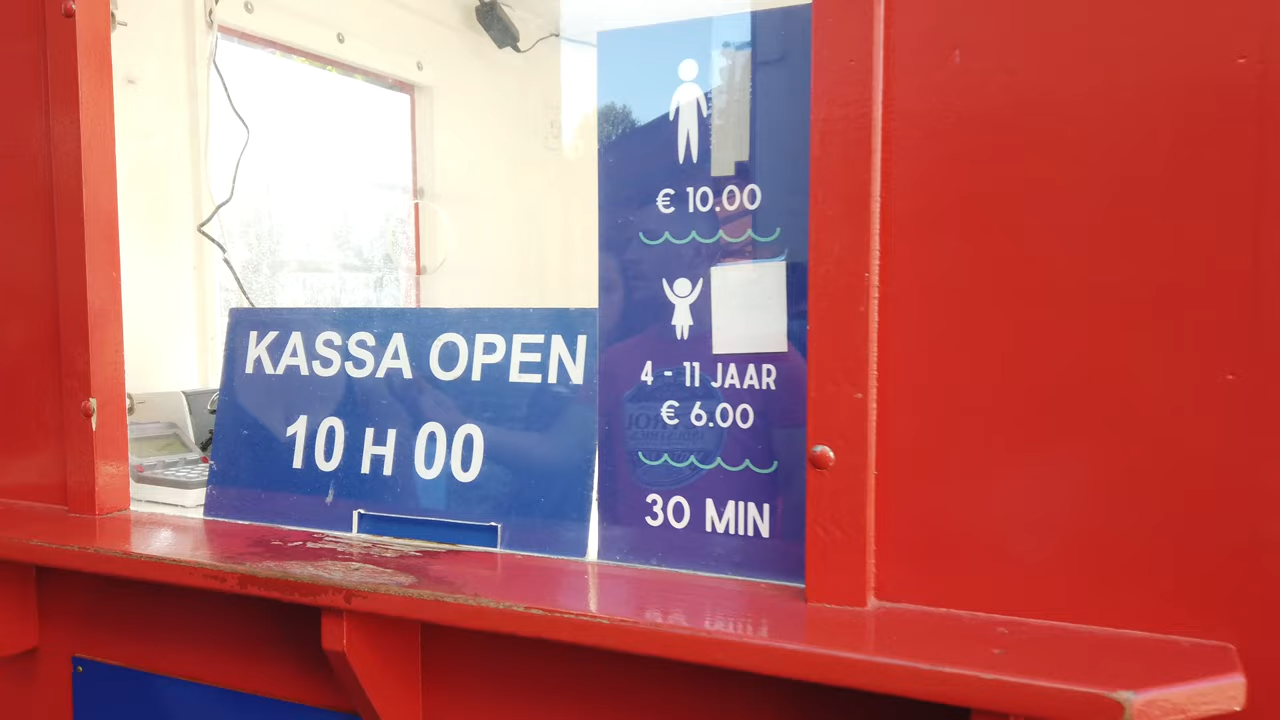 KASSA OPEN
10 H 00
€ 10.00
4 - 11 JAAR
€ 6.00
30 MIN